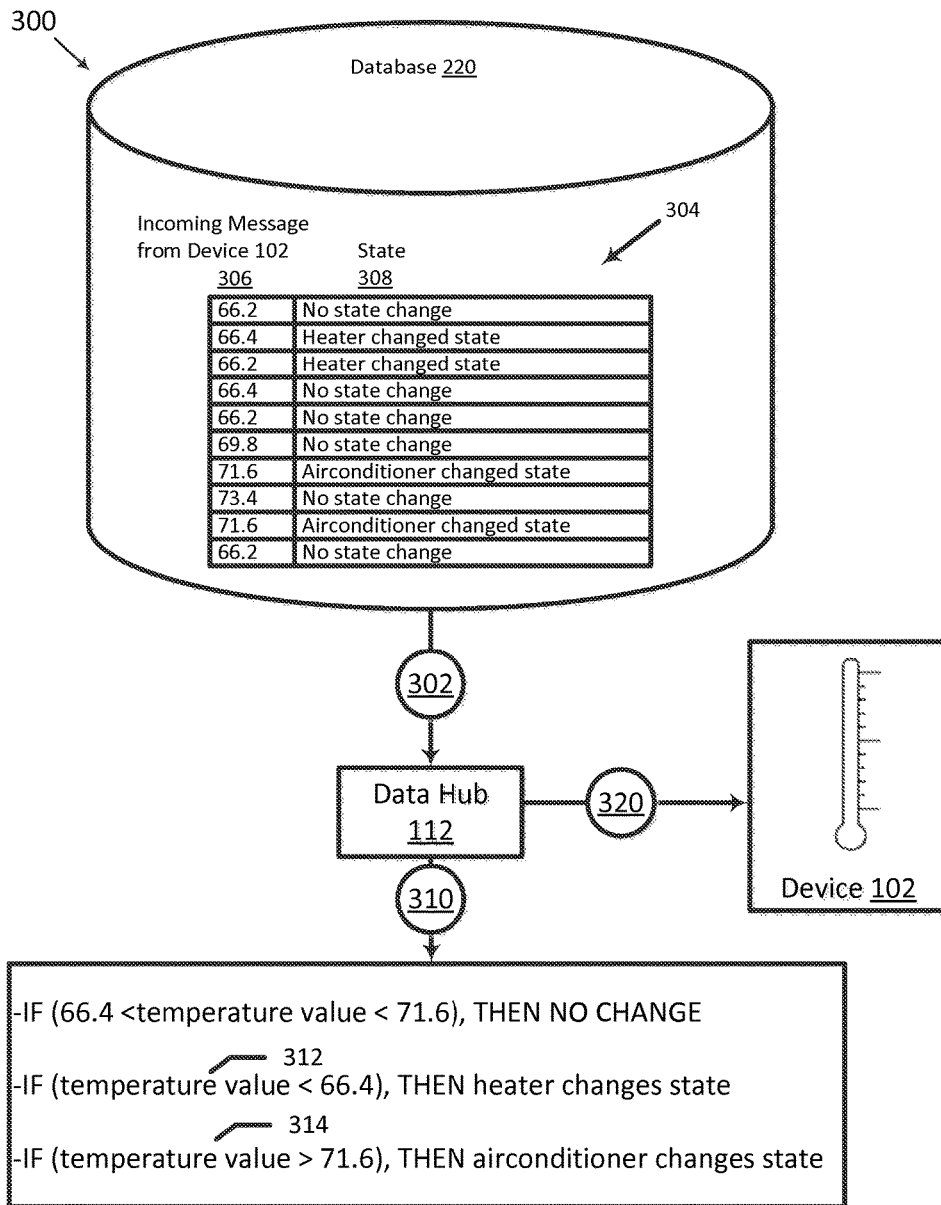 300
Database 220
304
Incoming Message
from Device 102 State
306 308
66.2 No state change
66.4 Heater changed state
66.2 Heater changed state
66.4 No state change
66.2 No state change
69.8 No state change
71.6 Airconditioner changed state
73.4 No state change
71.6 Airconditioner changed state
66.2 No state change
302
Data Hub
112
320
Device 102
310
-IF (66.4 <temperature value < 71.6), THEN NO CHANGE
312
-IF (temperature value < 66.4), THEN heater changes state
314
-IF (temperature value > 71.6), THEN airconditioner changes state